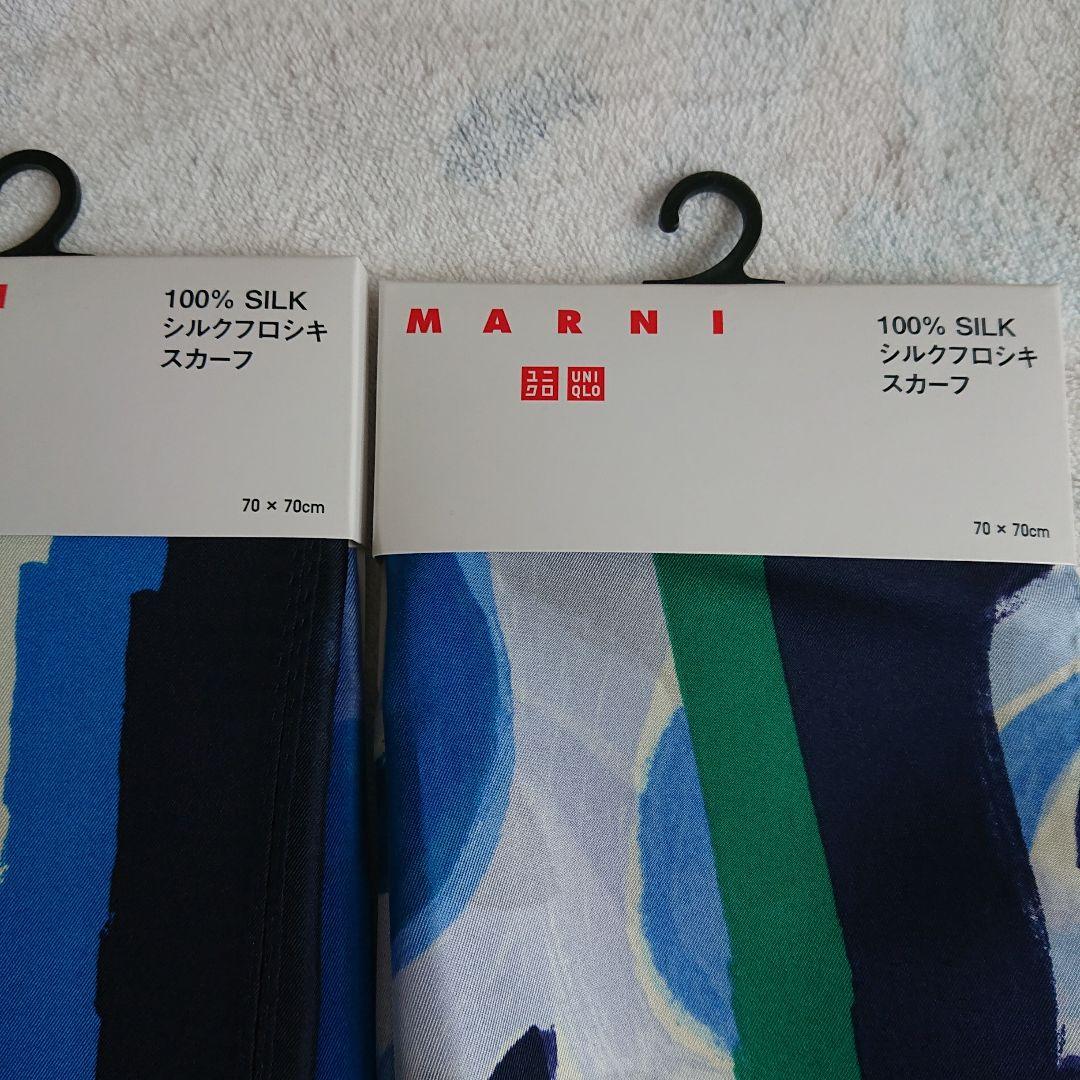 I
100% SILK
シルクフロシキ
スカーフ
70 × 70cm
M A R N I
ユニ
クロ
UNI
QLO
100% SILK
シルクフロシキ
スカーフ
70 × 70cm